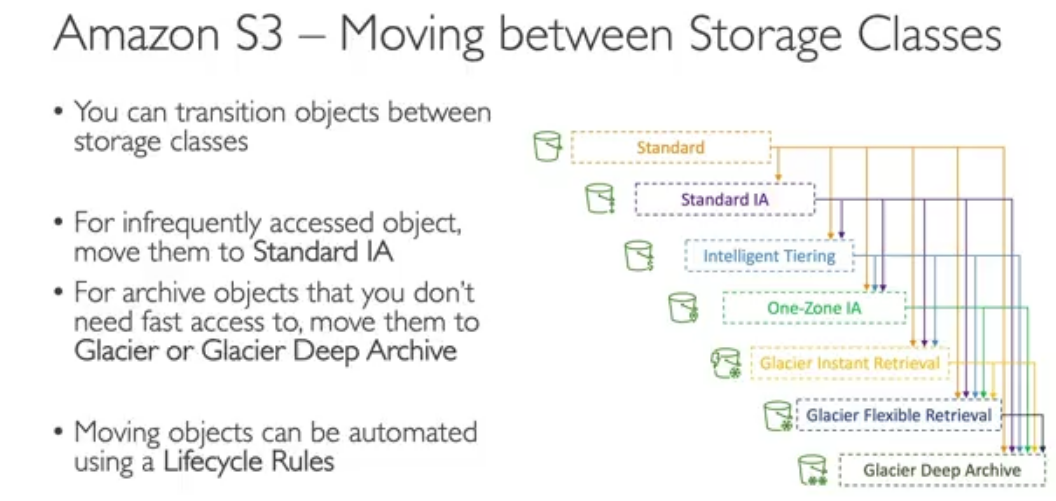 Amazon S3 – Moving between Storage Classes
• You can transition objects between
storage classes
• For infrequently accessed object,
move them to Standard IA
• For archive objects that you don't
need fast access to, move them to
Glacier or Glacier Deep Archive
• Moving objects can be automated
using a Lifecycle Rules
Standard
Standard IA
Intelligent Tiering
One-Zone IA
Glacier Instant Retrieval
Glacier Flexible Retrieval
Glacier Deep Archive